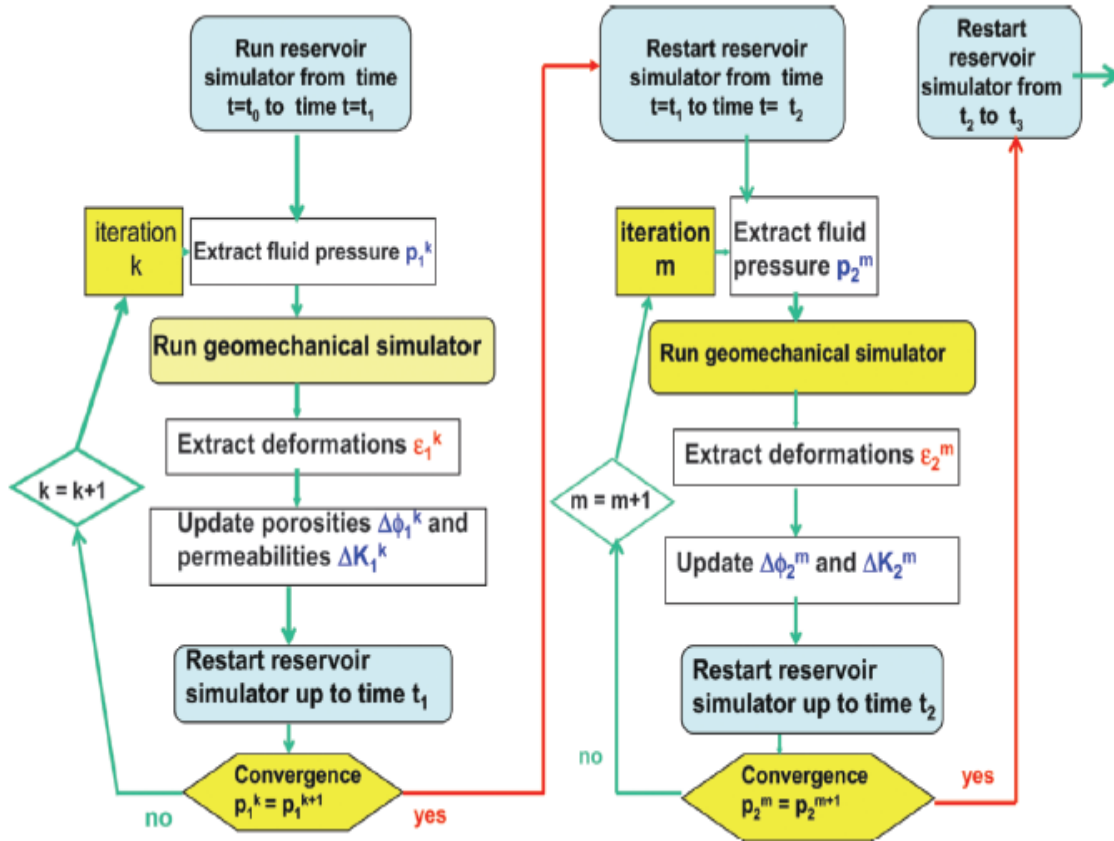 Run reservoir
simulator from time
t=t₀ to time t=t₁
iteration
k
Extract fluid pressure p₁ᵏ
Run geomechanical simulator
Extract deformations ε₁ᵏ
k = k+1
Update porosities Δϕ₁ᵏ and
permeabilities ΔK₁ᵏ
Restart reservoir
simulator up to time t₁
Convergence
p₁ᵏ = p₁ᵏ⁺¹
no
yes
Restart reservoir
simulator from time
t=t₁ to time t= t₂
iteration
m
Extract fluid
pressure p₂ᵐ
Run geomechanical simulator
Extract deformations ε₂ᵐ
m = m+1
Update Δϕ₂ᵐ and ΔK₂ᵐ
Restart reservoir
simulator up to time t₂
Convergence
p₂ᵐ = p₂ᵐ⁺¹
no
yes
Restart
reservoir
simulator from
t₂ to t₃